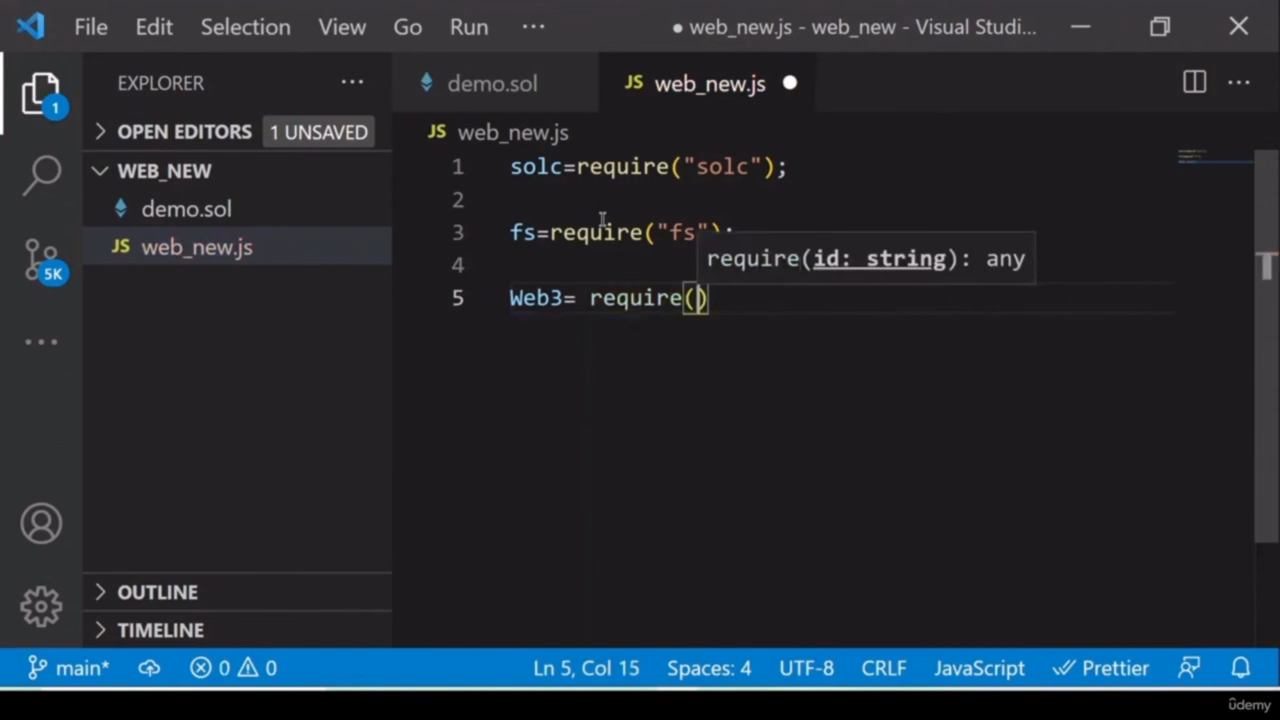 File Edit Selection View Go Run ··· ● web_new.js - web_new - Visual Studi...
EXPLORER ···
demo.sol
JS web_new.js ●
OPEN EDITORS 1 UNSAVED
JS web_new.js
WEB_NEW
demo.sol
JS web_new.js
1 solc=require("solc");
2
3 fs=require("fs");
4
require(id: string): any
5 Web3= require()
1
5K
OUTLINE
TIMELINE
main* 0 0 Ln 5, Col 15 Spaces: 4 UTF-8 CRLF JavaScript Prettier
ûdemy